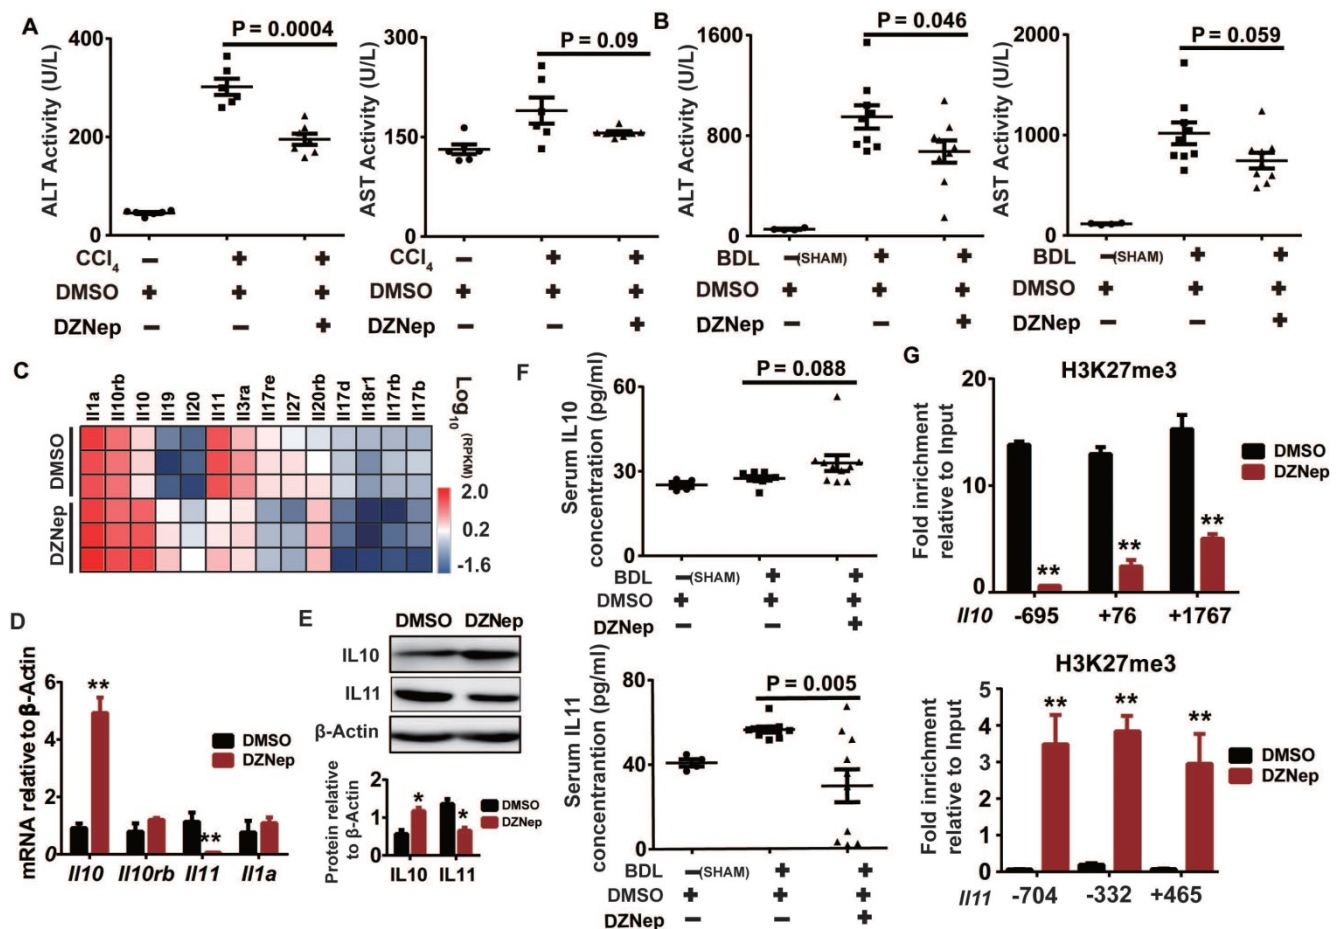 A
ALT Activity (U/L)
400
200
0
P = 0.0004
CCl4 – + +
DMSO + + +
DZNep – – +
AST Activity (U/L)
300
150
0
P = 0.09
CCl4 – + +
DMSO + + +
DZNep – – +
B
ALT Activity (U/L)
1600
800
0
P = 0.046
BDL –(SHAM) + +
DMSO + + +
DZNep – – +
AST Activity (U/L)
2000
1000
0
P = 0.059
BDL –(SHAM) + +
DMSO + + +
DZNep – – +
C
Il1a Il10rb Il10 Il19 Il20 Il11 Il3ra Il17re Il27 Il20rb Il17d Il18r1 Il17rb Il17b
DMSO
DZNep
Log10 (RPKM)
2.0
0.2
-1.6
D
mRNA relative to β-Actin
6
4
2
0
**
**
DMSO
DZNep
Il10 Il10rb Il11 Il1a
E
DMSO DZNep
IL10
IL11
β-Actin
Protein relative
to β-Actin
2
1
0
*
*
DMSO
DZNep
IL10 IL11
F
Serum IL10
concentration (pg/ml)
60
30
0
P = 0.088
BDL –(SHAM) + +
DMSO + + +
DZNep – – +
Serum IL11
concentrantion (pg/ml)
80
40
0
P = 0.005
BDL –(SHAM) + +
DMSO + + +
DZNep – – +
G
H3K27me3
Fold inrichment
relative to Input
20
10
0
**
**
**
DMSO
DZNep
Il10 -695 +76 +1767
H3K27me3
Fold inrichment
relative to Input
5
4
3
2
1
0
** ** **
DMSO
DZNep
Il11 -704 -332 +465